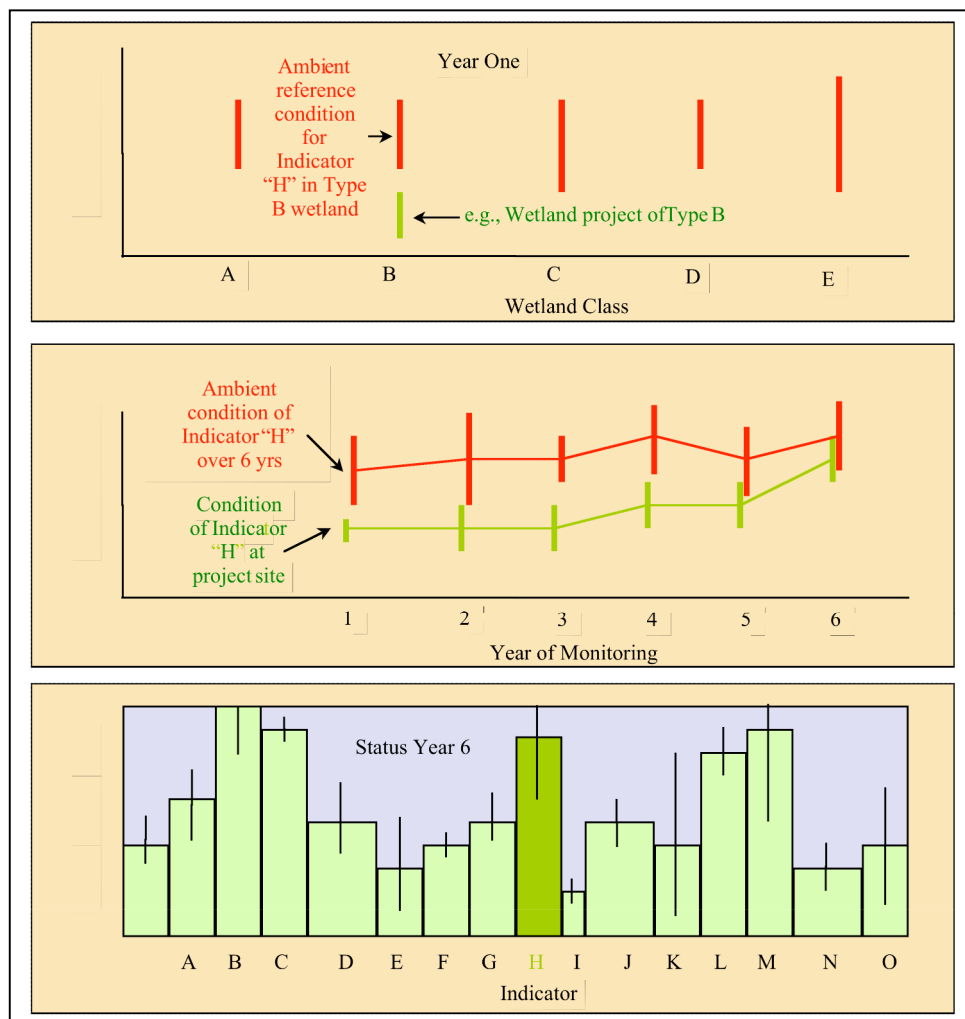 Year One
Ambient
reference
condition
for
Indicator
“H” in Type
B wetland
e.g., Wetland project of Type B
A B C D E
Wetland Class
Ambient
condition of
Indicator “H”
over 6 yrs
Condition
of Indicator
“H” at
project site
1 2 3 4 5 6
Year of Monitoring
Status Year 6
A B C D E F G H I J K L M N O
Indicator